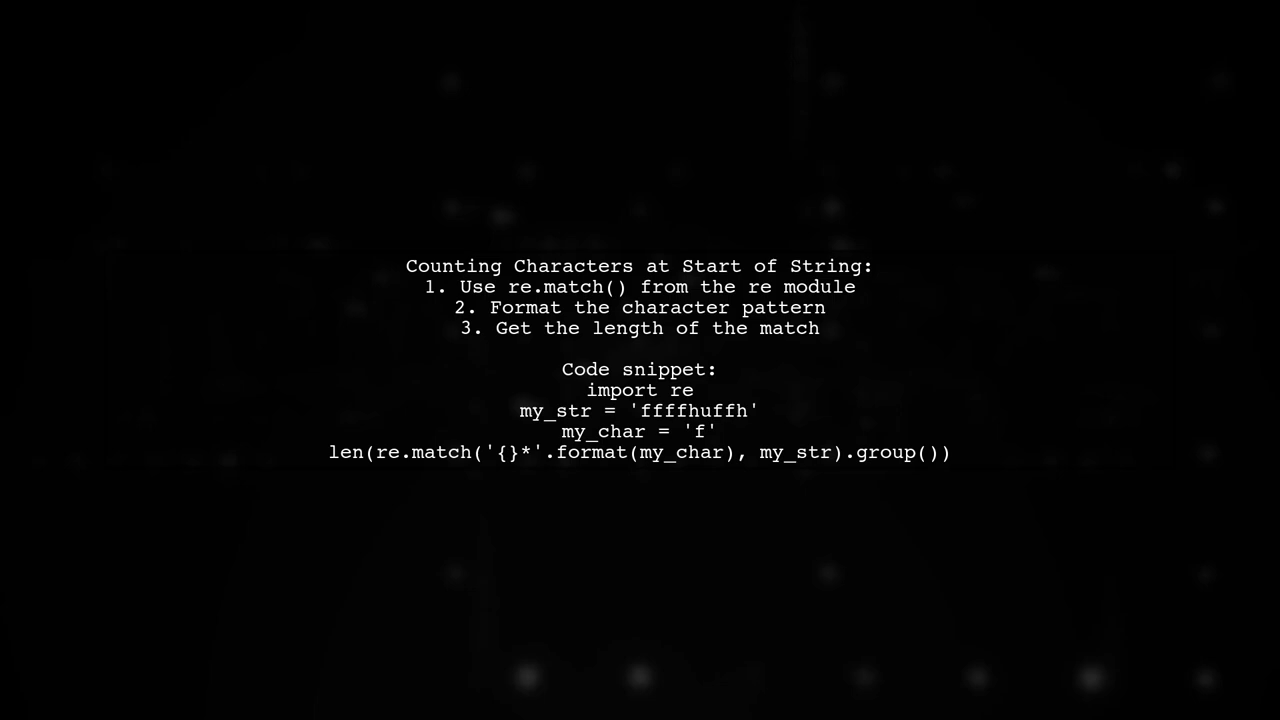 Counting Characters at Start of String:
1. Use re.match() from the re module
2. Format the character pattern
3. Get the length of the match
Code snippet:
import re
my_str = 'ffffhuffh'
my_char = 'f'
len(re.match('{}*'.format(my_char), my_str).group())